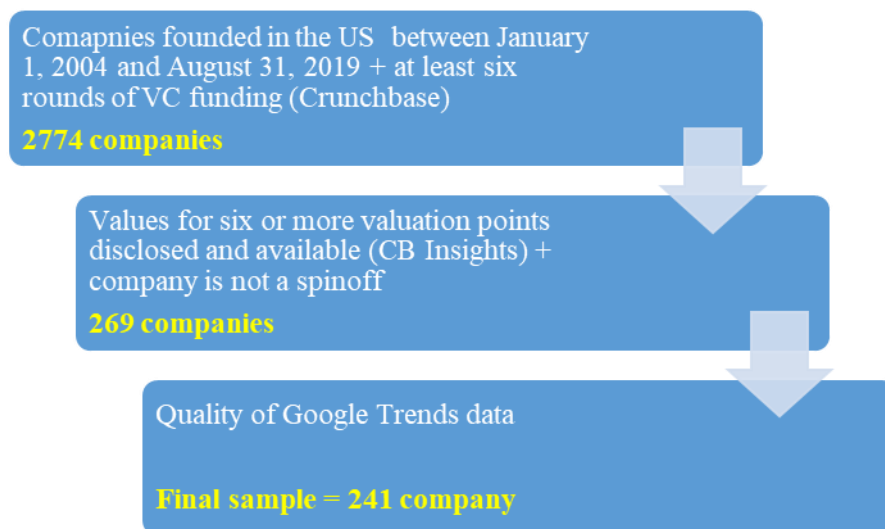 Comapnies founded in the US between January
1, 2004 and August 31, 2019 + at least six
rounds of VC funding (Crunchbase)
2774 companies
Values for six or more valuation points
disclosed and available (CB Insights) +
company is not a spinoff
269 companies
Quality of Google Trends data
Final sample = 241 company